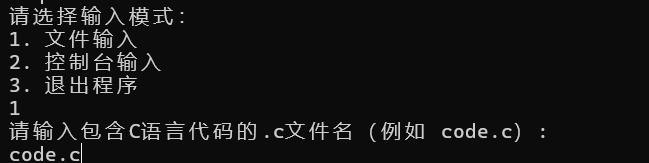 请选择输入模式:
1. 文件输入
2. 控制台输入
3. 退出程序
1
请输入包含C语言代码的.c文件名 (例如 code.c) :
code.c